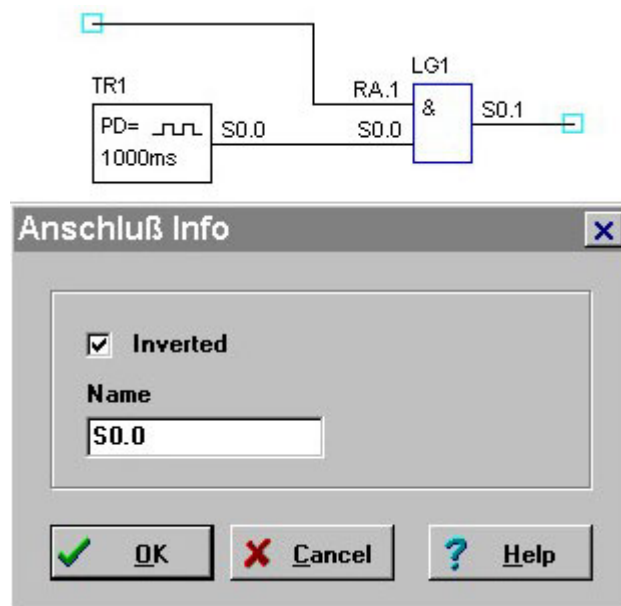 LG1
TR1
RA.1
&
PD=
S0.0
S0.0
S0.1
1000ms
Anschluß Info
Inverted
Name
S0.0
OK
Cancel
Help